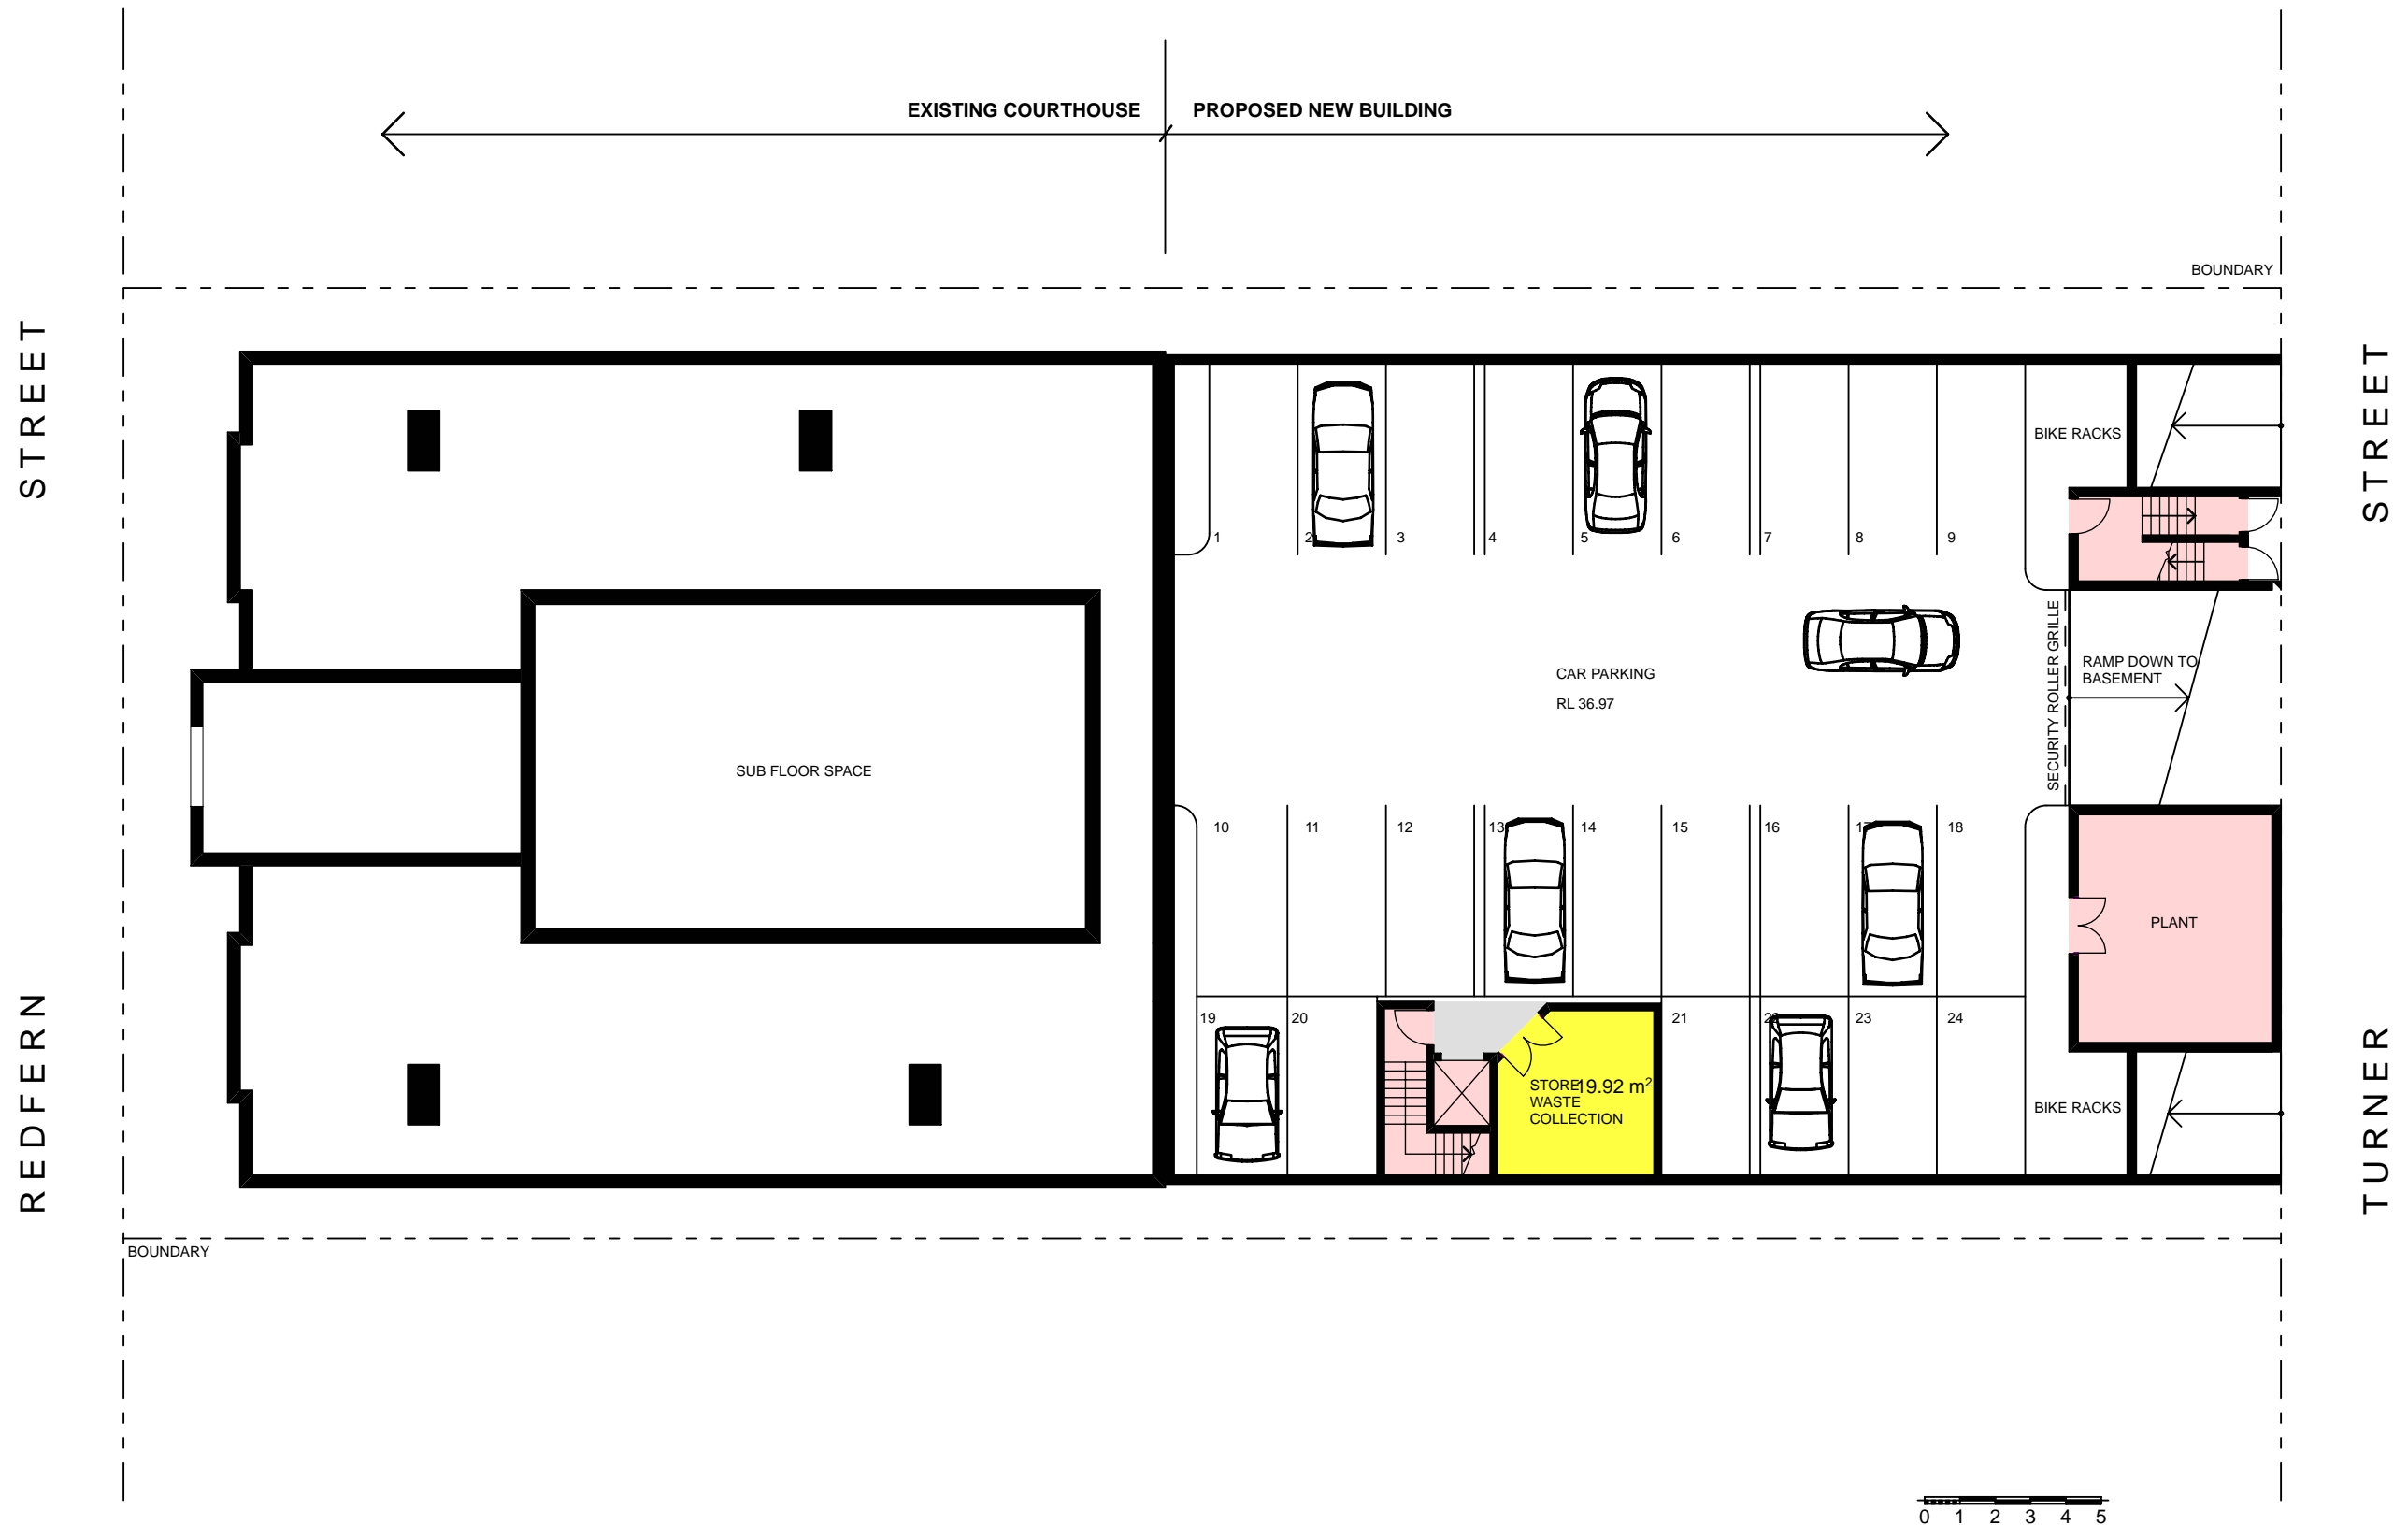 EXISTING COURTHOUSE
PROPOSED NEW BUILDING
BOUNDARY
REDFERN STREET
TURNER STREET
BIKE RACKS
1 2 3 4 5 6 7 8 9
SECURITY ROLLER GRILLE
RAMP DOWN TO
BASEMENT
CAR PARKING
RL 36.97
SUB FLOOR SPACE
10 11 12 13 14 15 16 17 18
PLANT
19 20 21 22 23 24
STORE 19.92 m²
WASTE
COLLECTION
BIKE RACKS
BOUNDARY
0 1 2 3 4 5